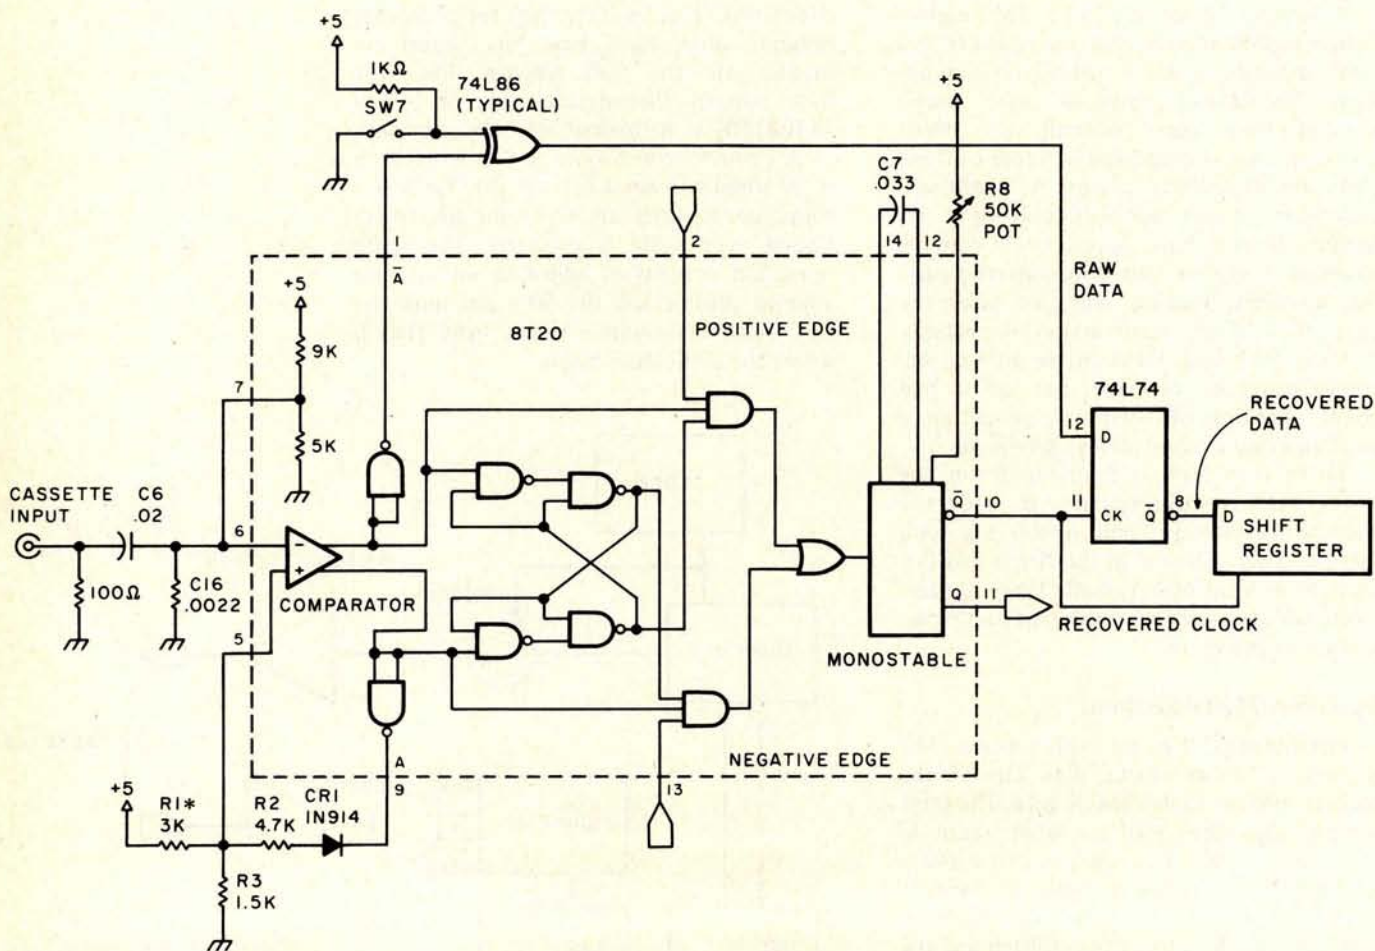 +5
1KΩ
SW7
74L86
(TYPICAL)
+5
C7
.033
R8
50K
POT
14
12
1
2
Ā
+5
8T20
POSITIVE EDGE
RAW
DATA
9K
7
5K
74L74
RECOVERED
DATA
12
D
CASSETTE
INPUT
C6
.02
6
−
+
Q̄
10
11
CK
Q̄
8
D
SHIFT
REGISTER
100Ω
C16
.0022
COMPARATOR
5
Q
11
RECOVERED CLOCK
MONOSTABLE
A
9
NEGATIVE EDGE
13
+5
R1*
3K
R2
4.7K
CR1
1N914
R3
1.5K